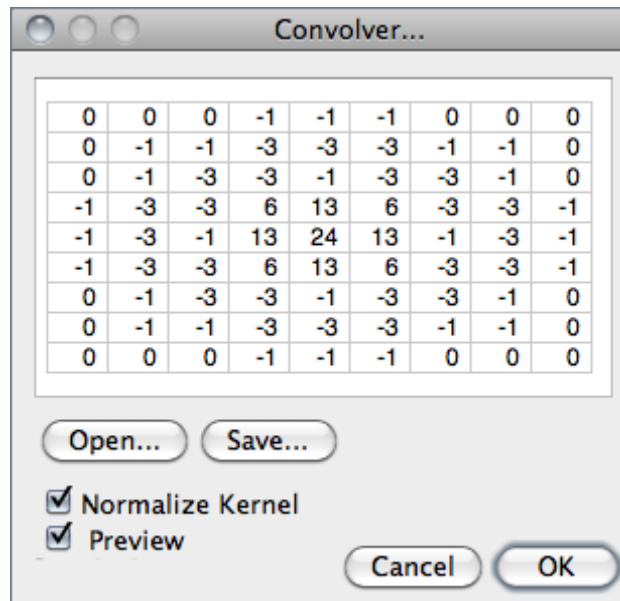 Convolver...
0 0 0 -1 -1 -1 0 0 0
0 -1 -1 -3 -3 -3 -1 -1 0
0 -1 -3 -3 -1 -3 -3 -1 0
-1 -3 -3 6 13 6 -3 -3 -1
-1 -3 -1 13 24 13 -1 -3 -1
-1 -3 -3 6 13 6 -3 -3 -1
0 -1 -3 -3 -1 -3 -3 -1 0
0 -1 -1 -3 -3 -3 -1 -1 0
0 0 0 -1 -1 -1 0 0 0
Open... Save...
Normalize Kernel
Preview
Cancel OK